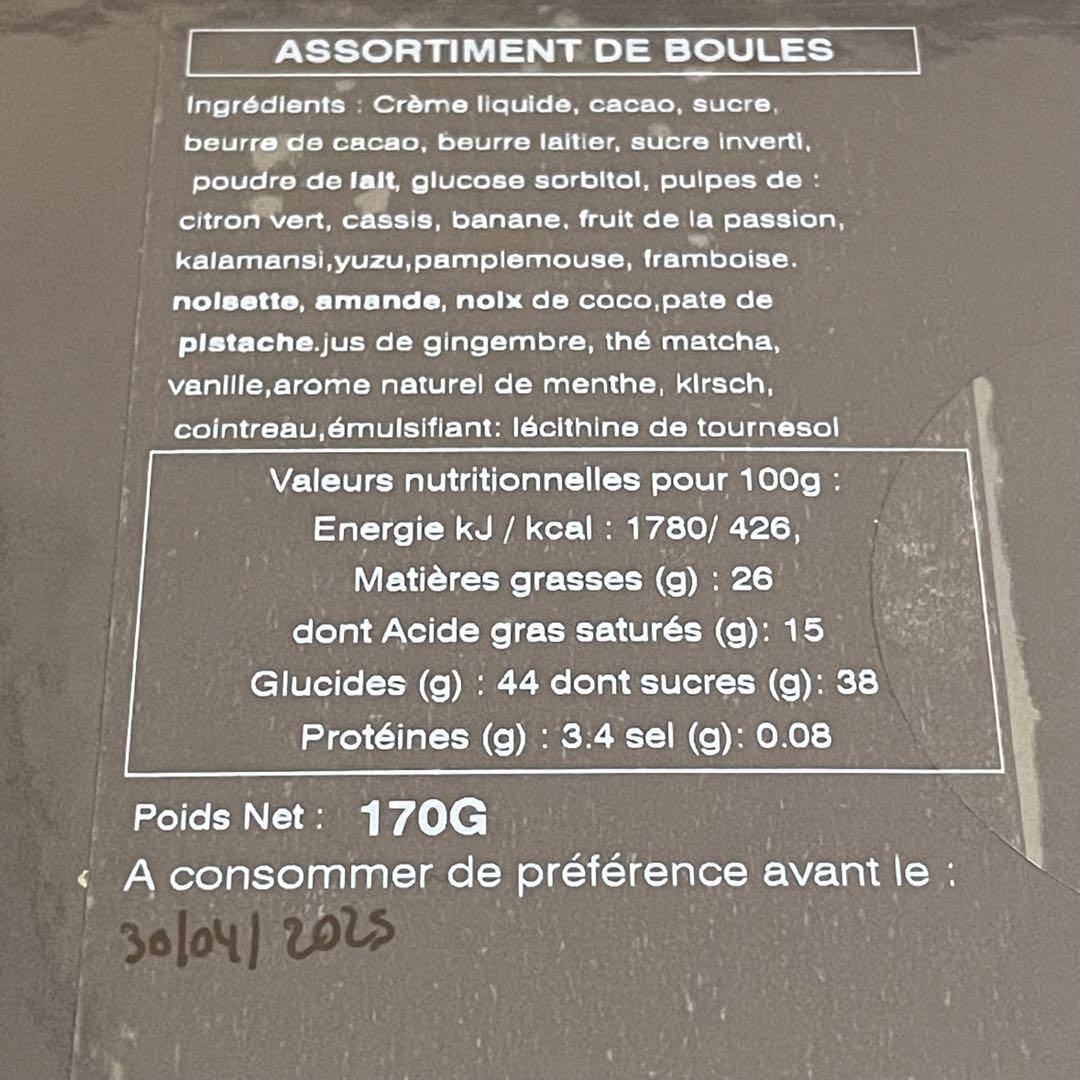 ASSORTIMENT DE BOULES
Ingrédients : Crème liquide, cacao, sucre,
beurre de cacao, beurre laitier, sucre inverti,
poudre de lait, glucose sorbitol, pulpes de :
citron vert, cassis, banane, fruit de la passion,
kalamansi,yuzu,pamplemouse, framboise.
noisette, amande, noix de coco,pate de
pistache.jus de gingembre, thé matcha,
vanille,arome naturel de menthe, kirsch,
cointreau,émulsifiant: lécithine de tournesol
Valeurs nutritionnelles pour 100g :
Energie kJ / kcal : 1780/ 426,
Matières grasses (g) : 26
dont Acide gras saturés (g): 15
Glucides (g) : 44 dont sucres (g): 38
Protéines (g) : 3.4 sel (g): 0.08
Poids Net : 170G
A consommer de préférence avant le :
30/04/ 2025